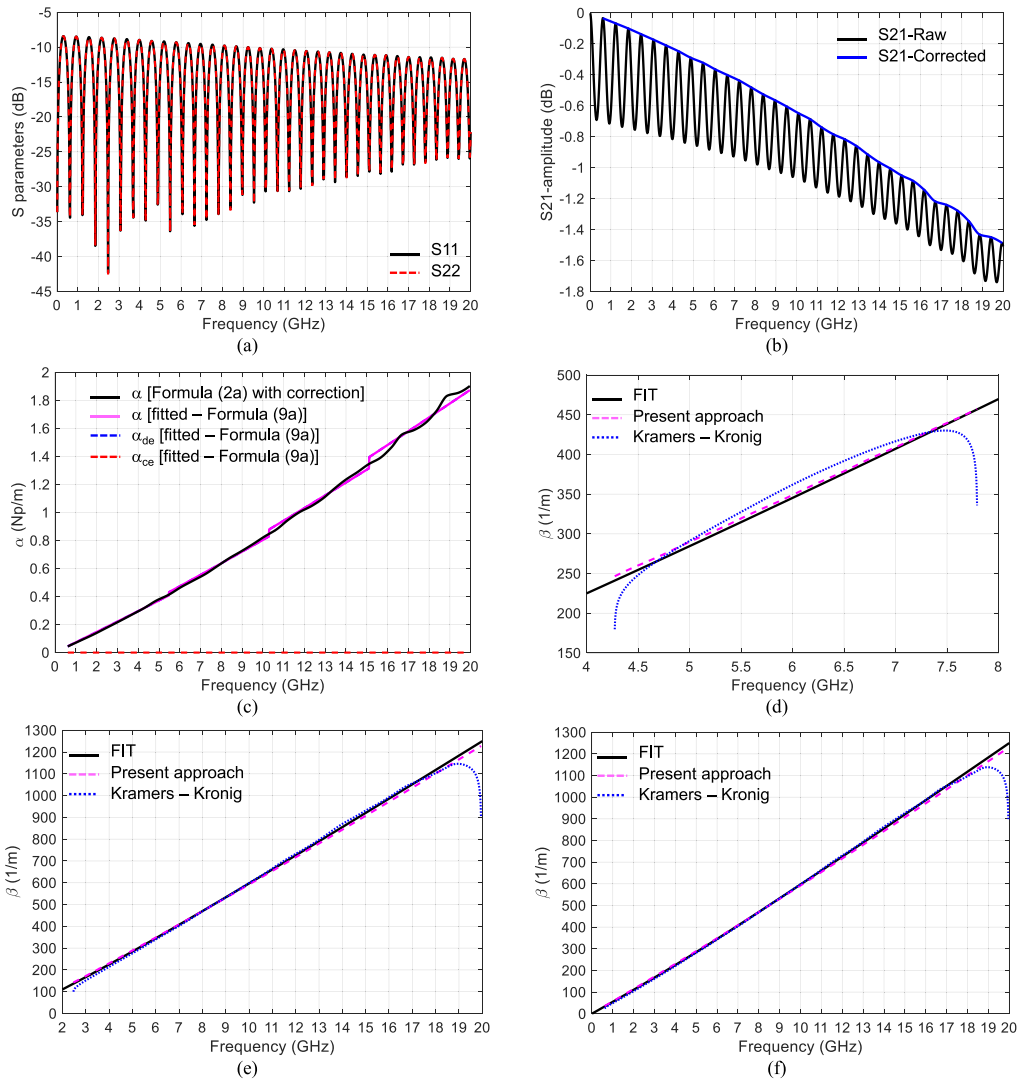 -5
-10
-15
-20
-25
-30
-35
-40
-45
S parameters (dB)
S11
S22
0 1 2 3 4 5 6 7 8 9 10 11 12 13 14 15 16 17 18 19 20
Frequency (GHz)
(a)
0
-0.2
-0.4
-0.6
-0.8
-1
-1.2
-1.4
-1.6
-1.8
S21-amplitude (dB)
S21-Raw
S21-Corrected
0 1 2 3 4 5 6 7 8 9 10 11 12 13 14 15 16 17 18 19 20
Frequency (GHz)
(b)
2
1.8
1.6
1.4
1.2
1
0.8
0.6
0.4
0.2
0
α (Np/m)
α [Formula (2a) with correction]
α [fitted – Formula (9a)]
α_de [fitted – Formula (9a)]
α_ce [fitted – Formula (9a)]
0 1 2 3 4 5 6 7 8 9 10 11 12 13 14 15 16 17 18 19 20
Frequency (GHz)
(c)
500
450
400
350
300
250
200
150
β (1/m)
FIT
Present approach
Kramers – Kronig
4 4.5 5 5.5 6 6.5 7 7.5 8
Frequency (GHz)
(d)
1300
1200
1100
1000
900
800
700
600
500
400
300
200
100
0
β (1/m)
FIT
Present approach
Kramers – Kronig
2 3 4 5 6 7 8 9 10 11 12 13 14 15 16 17 18 19 20
Frequency (GHz)
(e)
1300
1200
1100
1000
900
800
700
600
500
400
300
200
100
0
β (1/m)
FIT
Present approach
Kramers – Kronig
0 1 2 3 4 5 6 7 8 9 10 11 12 13 14 15 16 17 18 19 20
Frequency (GHz)
(f)